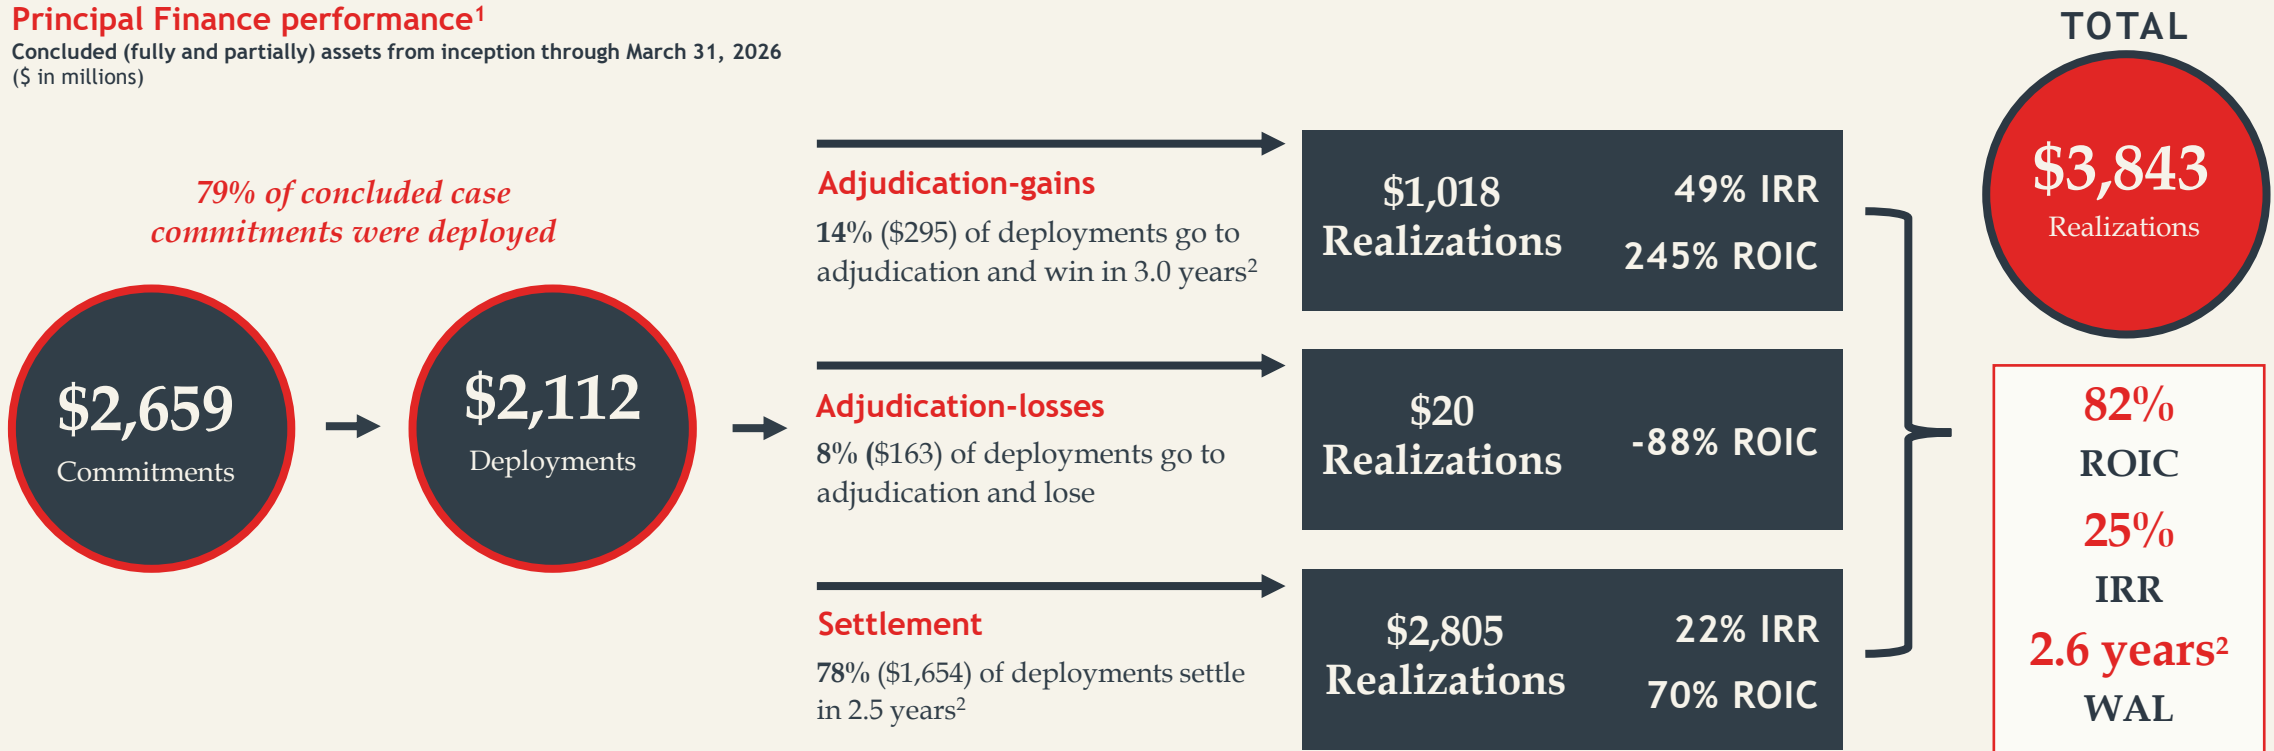 Principal Finance performance¹
Concluded (fully and partially) assets from inception through March 31, 2026
($ in millions)
79% of concluded case
commitments were deployed
$2,659
Commitments
$2,112
Deployments
Adjudication-gains
14% ($295) of deployments go to
adjudication and win in 3.0 years²
$1,018
Realizations
49% IRR
245% ROIC
Adjudication-losses
8% ($163) of deployments go to
adjudication and lose
$20
Realizations
-88% ROIC
Settlement
78% ($1,654) of deployments settle
in 2.5 years²
$2,805
Realizations
22% IRR
70% ROIC
TOTAL
$3,843
Realizations
82%
ROIC
25%
IRR
2.6 years²
WAL